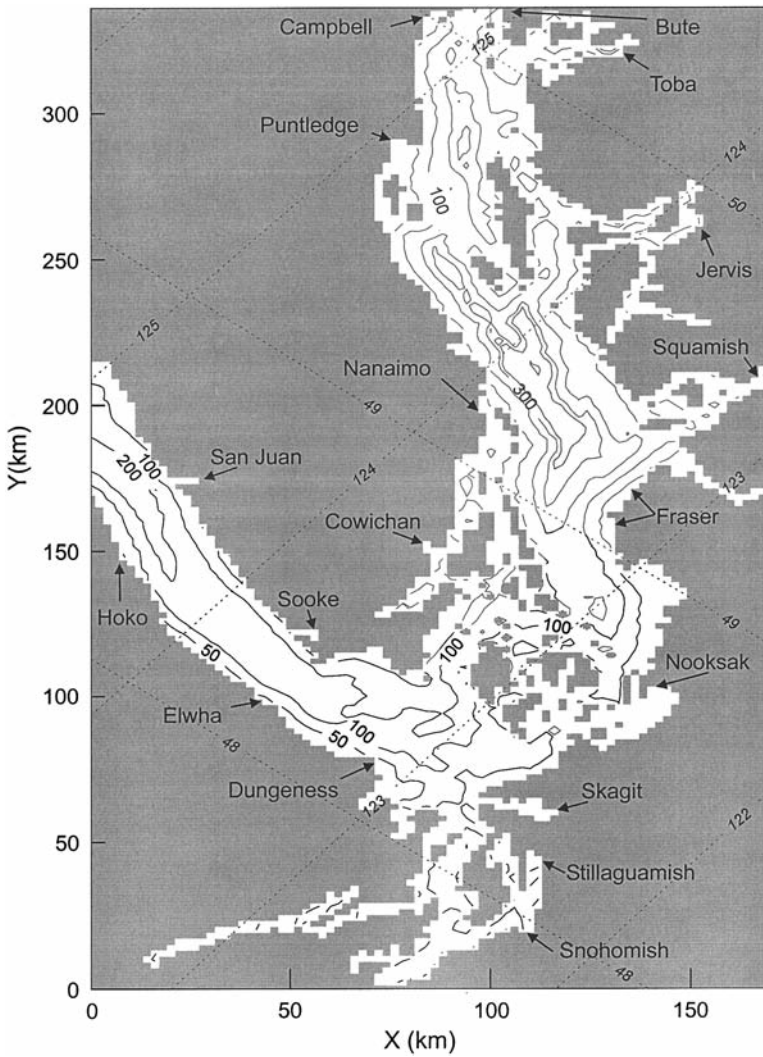 Campbell
Bute
125
Toba
300
Puntledge
124
100
50
Jervis
250
125
Squamish
Nanaimo
49
300
200
San Juan
100
124
200
123
Fraser
Y(km)
Cowichan
150
Hoko
Sooke
49
100
50
Nooksak
100
Elwha
100
50
48
Dungeness
123
Skagit
122
50
Stillaguamish
Snohomish
48
0
0
50
100
150
X (km)